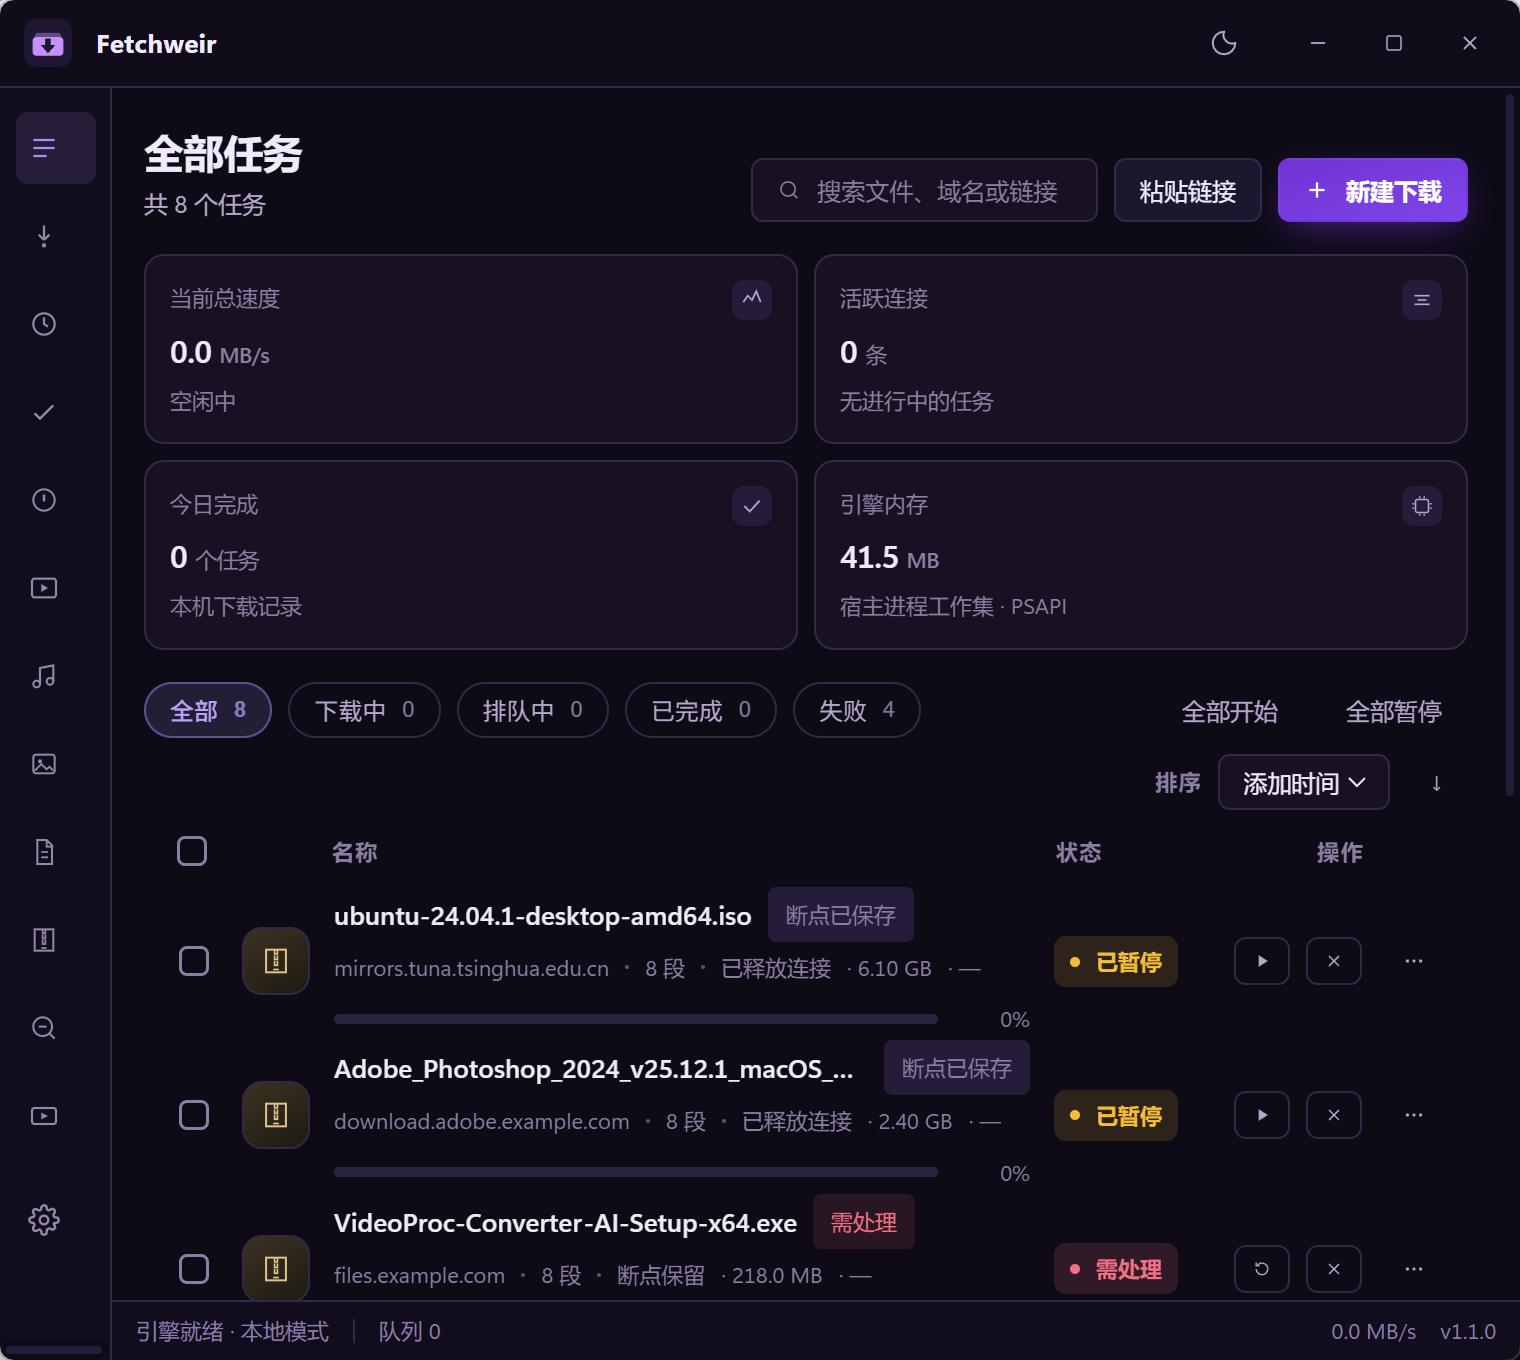 Fetchweir
全部任务
共 8 个任务
搜索文件、域名或链接
粘贴链接
+ 新建下载
当前总速度
0.0 MB/s
空闲中
活跃连接
0 条
无进行中的任务
今日完成
0 个任务
本机下载记录
引擎内存
41.5 MB
宿主进程工作集 · PSAPI
全部 8
下载中 0
排队中 0
已完成 0
失败 4
全部开始
全部暂停
排序
添加时间
↓
名称
状态
操作
ubuntu-24.04.1-desktop-amd64.iso 断点已保存
mirrors.tuna.tsinghua.edu.cn · 8 段 · 已释放连接 · 6.10 GB · —
已暂停
0%
Adobe_Photoshop_2024_v25.12.1_macOS_... 断点已保存
download.adobe.example.com · 8 段 · 已释放连接 · 2.40 GB · —
已暂停
0%
VideoProc-Converter-AI-Setup-x64.exe 需处理
files.example.com · 8 段 · 断点保留 · 218.0 MB · —
需处理
引擎就绪 · 本地模式
队列 0
0.0 MB/s
v1.1.0